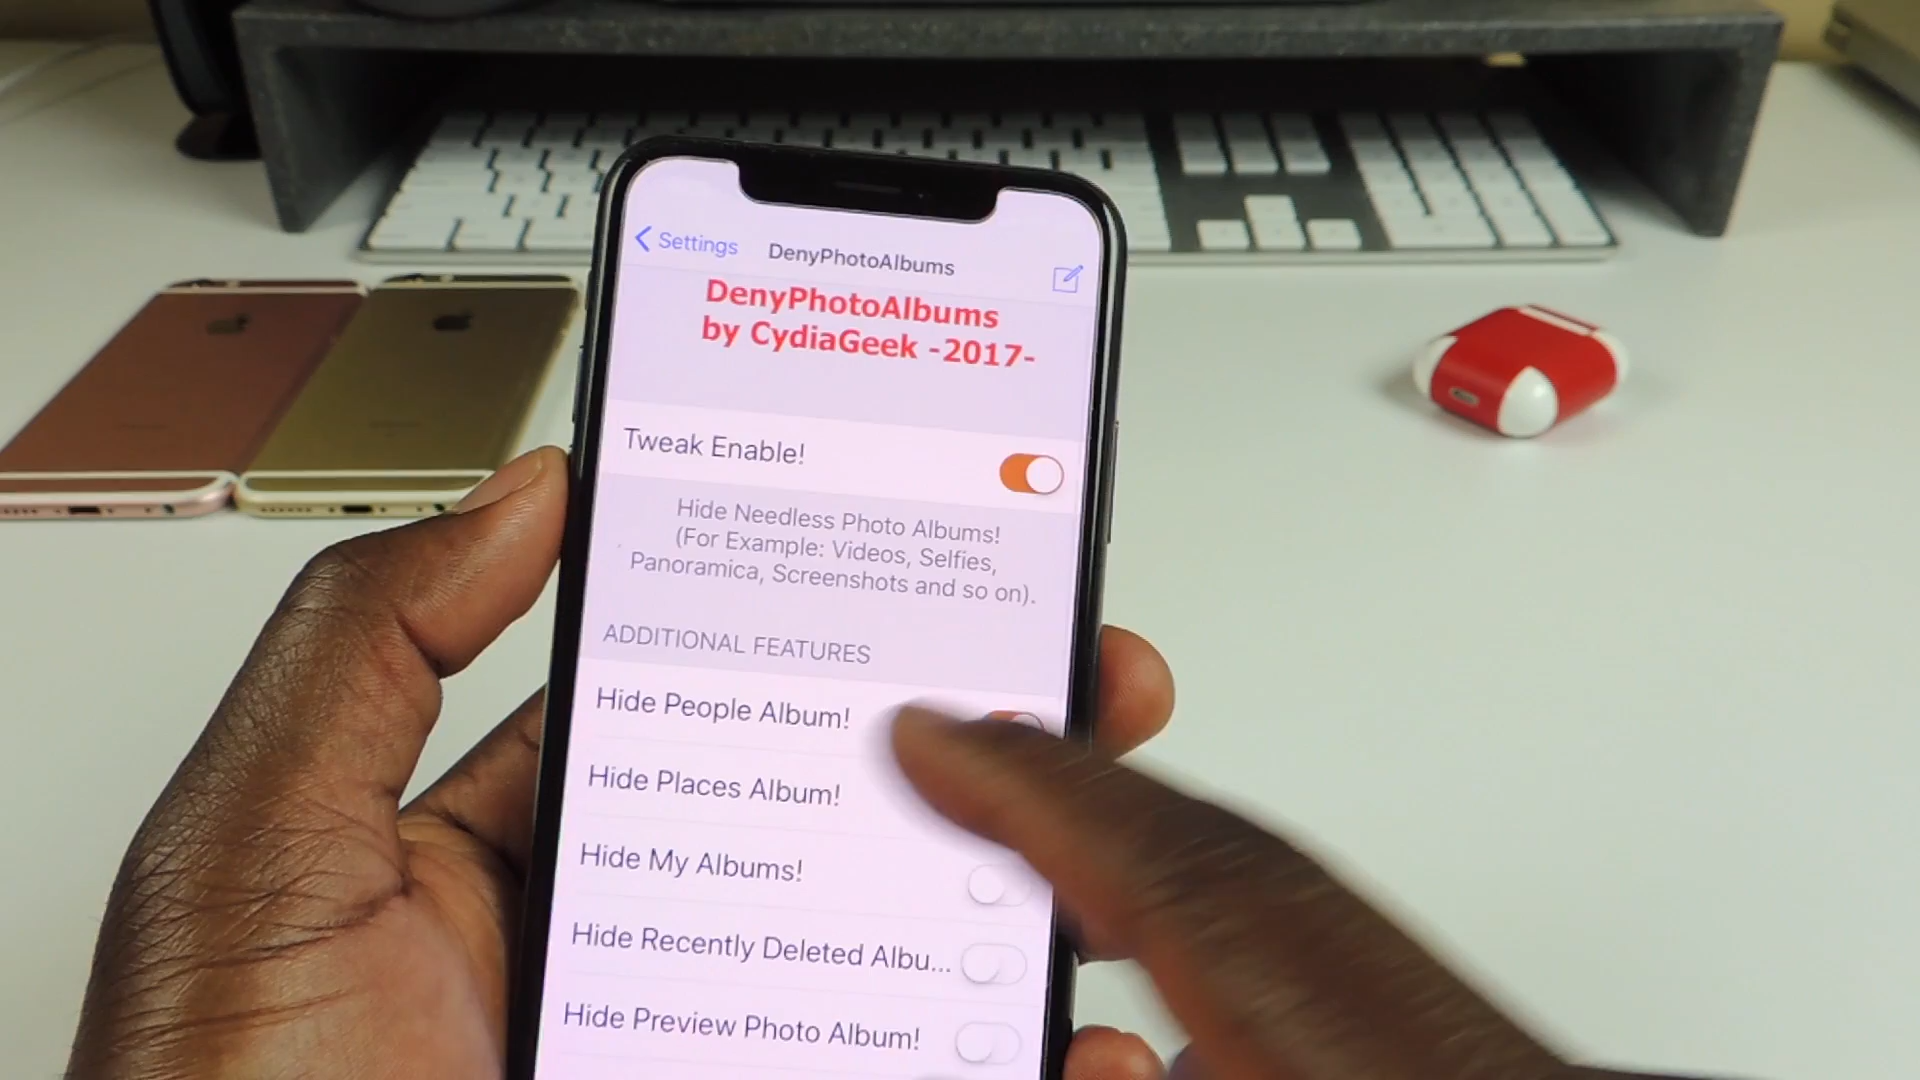 Settings
DenyPhotoAlbums
DenyPhotoAlbums
by CydiaGeek -2017-
Tweak Enable!
Hide Needless Photo Albums!
(For Example: Videos, Selfies,
Panoramica, Screenshots and so on).
ADDITIONAL FEATURES
Hide People Album!
Hide Places Album!
Hide My Albums!
Hide Recently Deleted Albu...
Hide Preview Photo Album!